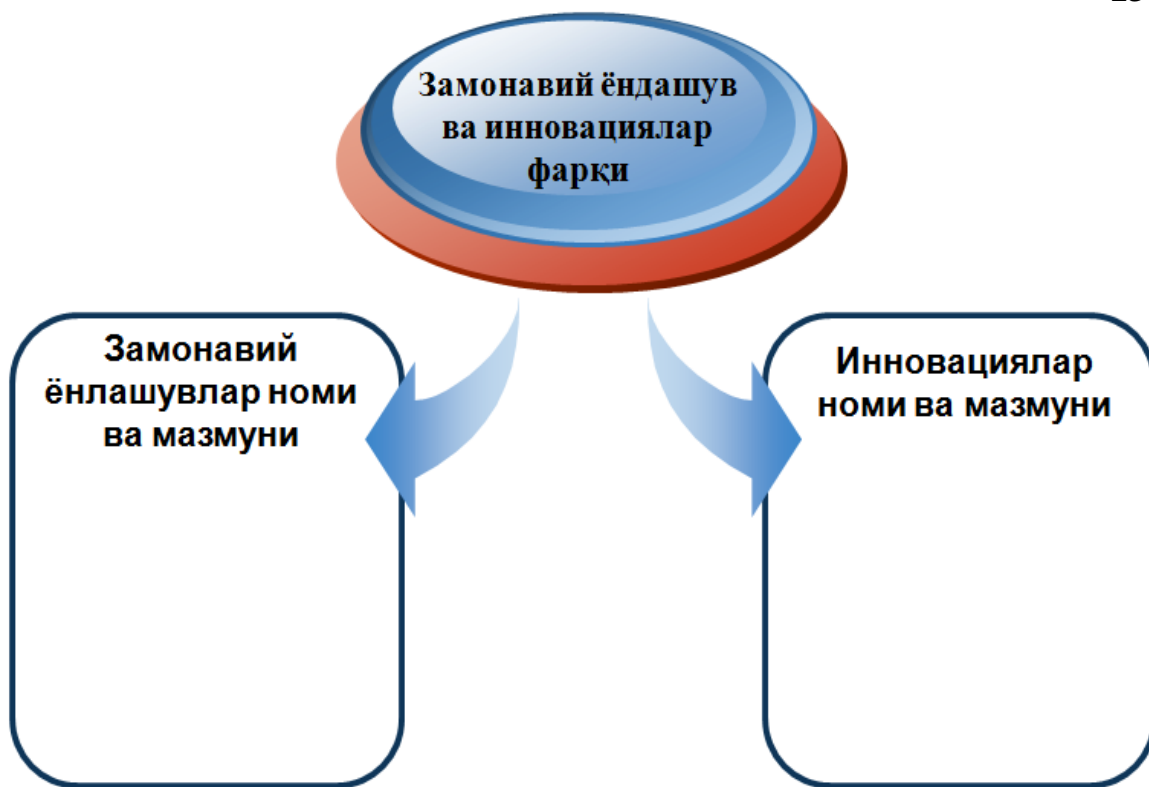 Замонавий ёндашув
ва инновациялар
фарқи
Замонавий
ёнлашувлар номи
ва мазмуни
Инновациялар
номи ва мазмуни